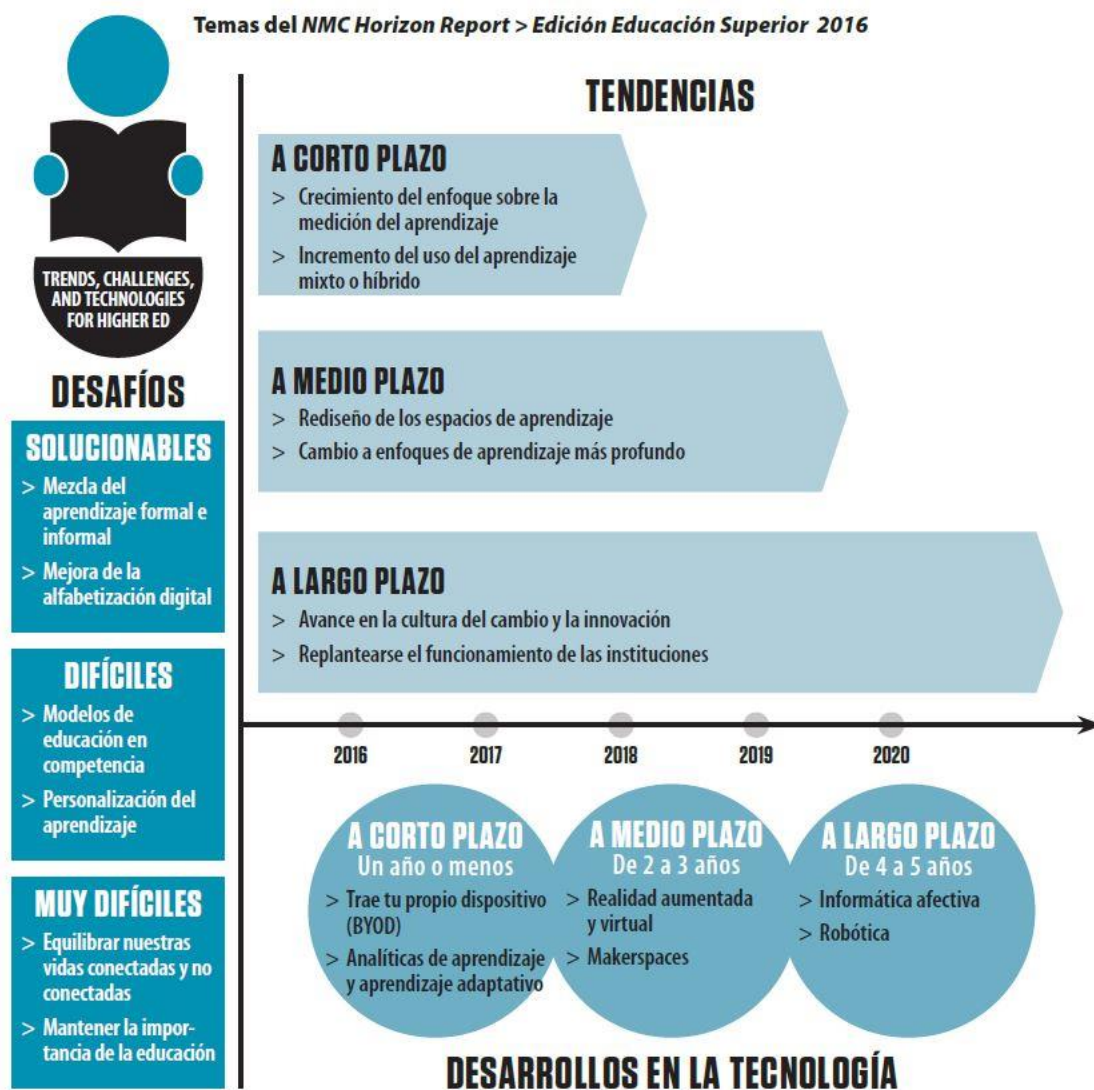 Temas del NMC Horizon Report > Edición Educación Superior 2016
TRENDS, CHALLENGES,
AND TECHNOLOGIES
FOR HIGHER ED
DESAFÍOS
SOLUCIONABLES
> Mezcla del
aprendizaje formal e
informal
> Mejora de la
alfabetización digital
DIFÍCILES
> Modelos de
educación en
competencia
> Personalización del
aprendizaje
MUY DIFÍCILES
> Equilibrar nuestras
vidas conectadas y no
conectadas
> Mantener la impor-
tancia de la educación
TENDENCIAS
A CORTO PLAZO
> Crecimiento del enfoque sobre la
medición del aprendizaje
> Incremento del uso del aprendizaje
mixto o híbrido
A MEDIO PLAZO
> Rediseño de los espacios de aprendizaje
> Cambio a enfoques de aprendizaje más profundo
A LARGO PLAZO
> Avance en la cultura del cambio y la innovación
> Replantearse el funcionamiento de las instituciones
2016 2017 2018 2019 2020
A CORTO PLAZO
Un año o menos
> Trae tu propio dispositivo
(BYOD)
> Analíticas de aprendizaje
y aprendizaje adaptativo
A MEDIO PLAZO
De 2 a 3 años
> Realidad aumentada
y virtual
> Makerspaces
A LARGO PLAZO
De 4 a 5 años
> Informática afectiva
> Robótica
DESARROLLOS EN LA TECNOLOGÍA